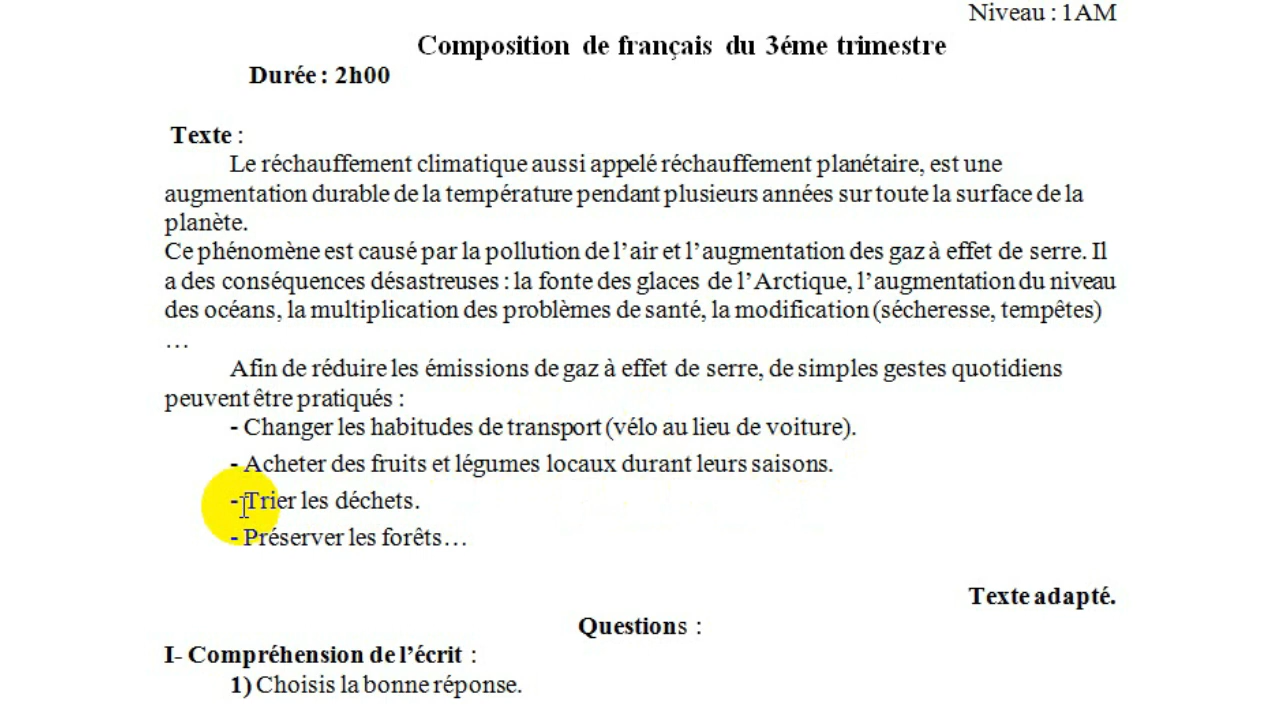 Niveau : 1AM
Composition de français du 3éme trimestre
Durée : 2h00
Texte :
Le réchauffement climatique aussi appelé réchauffement planétaire, est une
augmentation durable de la température pendant plusieurs années sur toute la surface de la
planète.
Ce phénomène est causé par la pollution de l’air et l’augmentation des gaz à effet de serre. Il
a des conséquences désastreuses : la fonte des glaces de l’Arctique, l’augmentation du niveau
des océans, la multiplication des problèmes de santé, la modification (sécheresse, tempêtes)
…
Afin de réduire les émissions de gaz à effet de serre, de simples gestes quotidiens
peuvent être pratiqués :
- Changer les habitudes de transport (vélo au lieu de voiture).
- Acheter des fruits et légumes locaux durant leurs saisons.
- Trier les déchets.
- Préserver les forêts…
Texte adapté.
Questions :
I- Compréhension de l’écrit :
1) Choisis la bonne réponse.